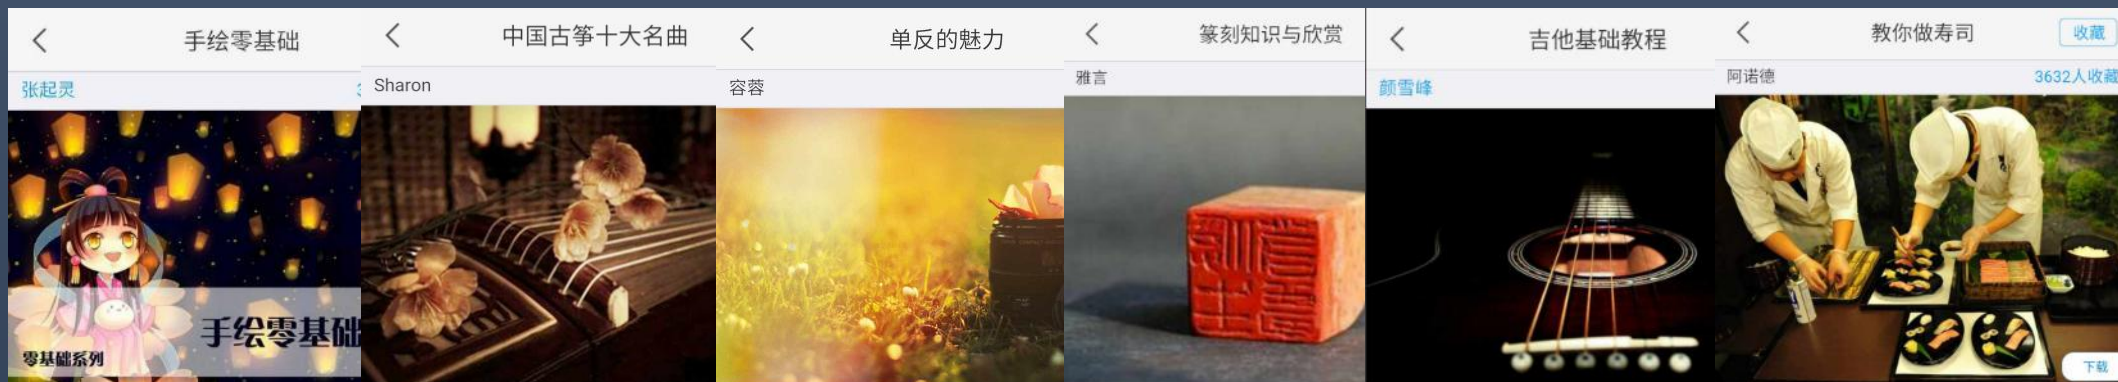 手绘零基础
张起灵
手绘零基础
零基础系列
中国古筝十大名曲
Sharon
单反的魅力
容蓉
篆刻知识与欣赏
雅言
吉他基础教程
颜雪峰
教你做寿司
收藏
阿诺德
3632人收藏
下载